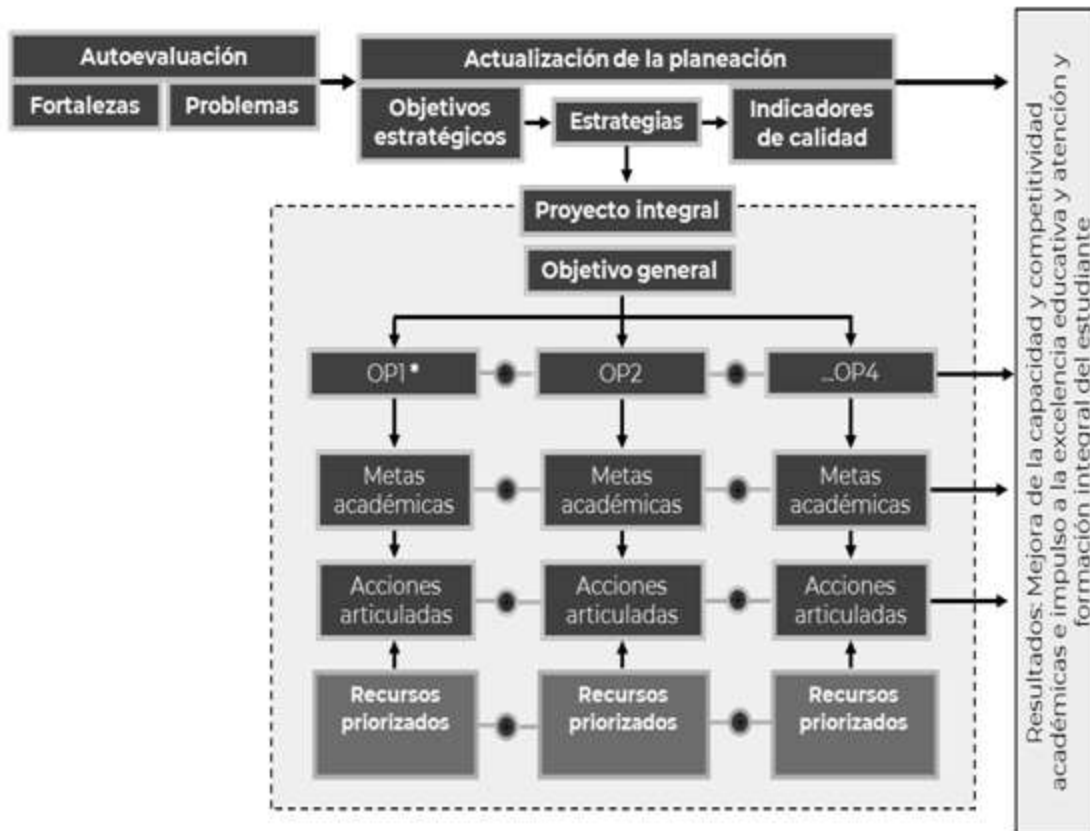 Autoevaluación
Fortalezas
Problemas
Actualización de la planeación
Objetivos
estratégicos
Estrategias
Indicadores
de calidad
Proyecto integral
Objetivo general
OP1*
OP2
...OP4
Metas
académicas
Metas
académicas
Metas
académicas
Acciones
articuladas
Acciones
articuladas
Acciones
articuladas
Recursos
priorizados
Recursos
priorizados
Recursos
priorizados
Resultados: Mejora de la capacidad y competitividad
académicas e impulso a la excelencia educativa y atención y
formación integral del estudiante